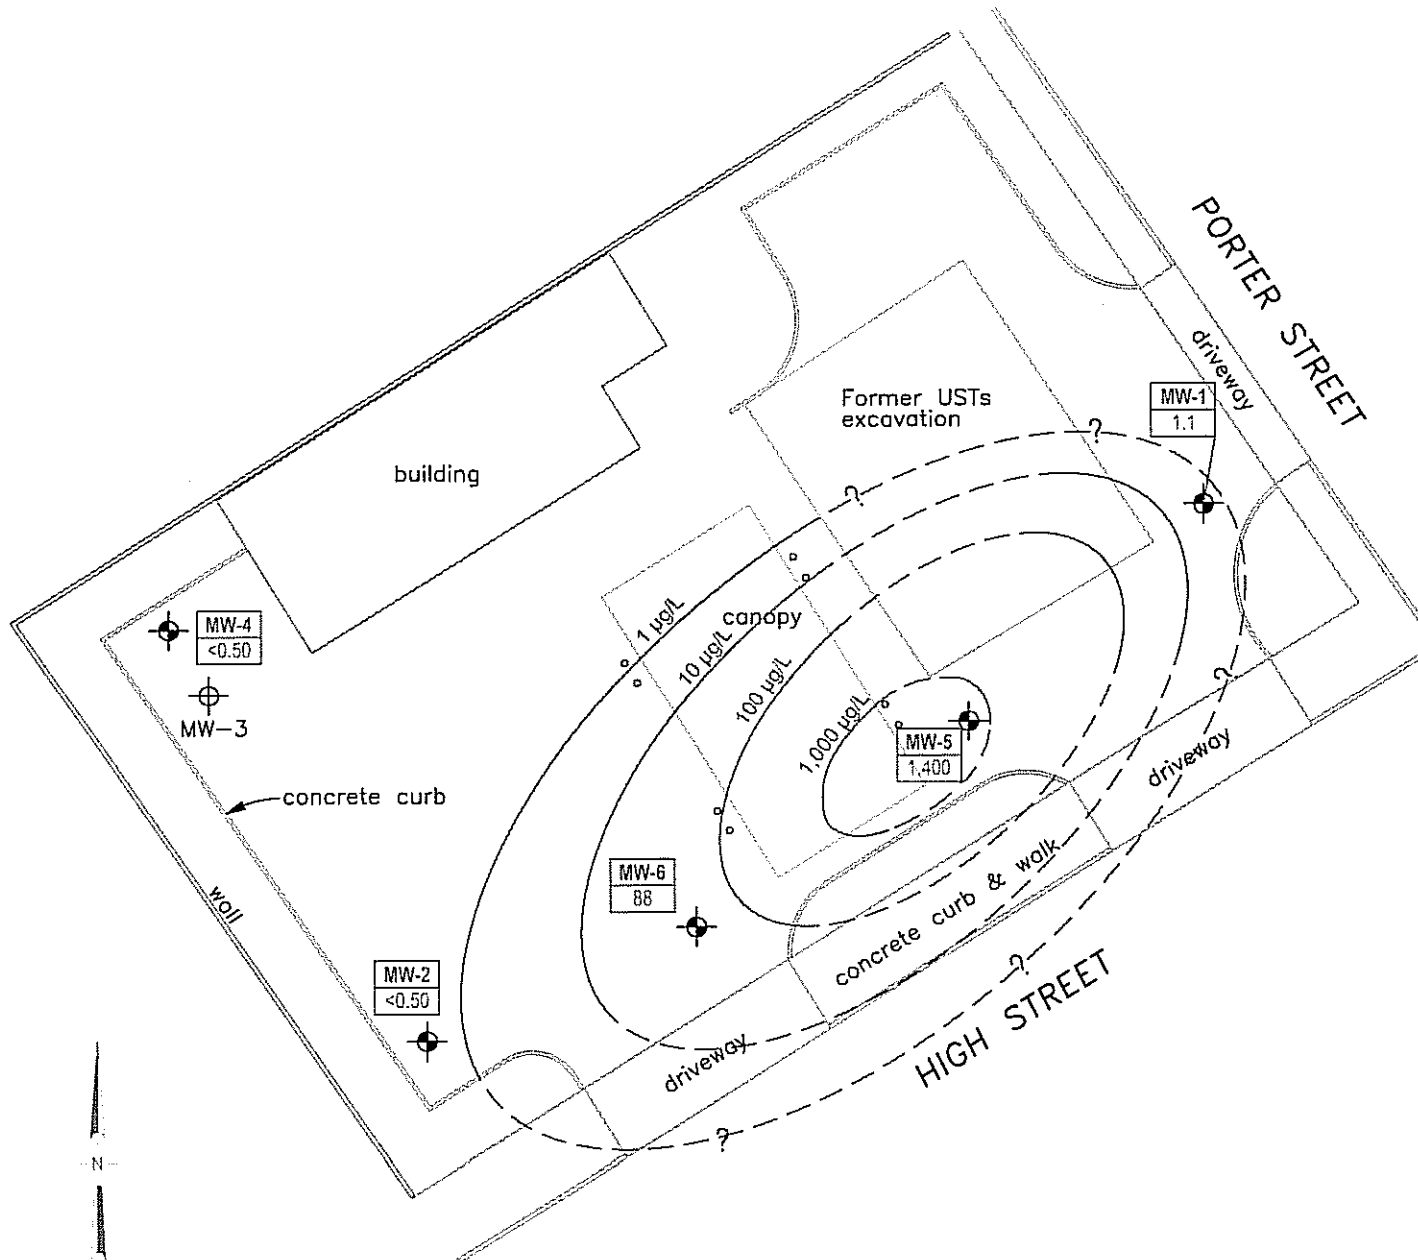 PORTER STREET
driveway
MW-1
1.1
Former USTs
excavation
?
?
building
canopy
1 µg/L
10 µg/L
100 µg/L
1,000 µg/L
MW-4
<0.50
MW-3
?
MW-5
1,400
driveway
concrete curb
MW-6
88
concrete curb & walk
wall
MW-2
<0.50
?
HIGH STREET
driveway
?
N